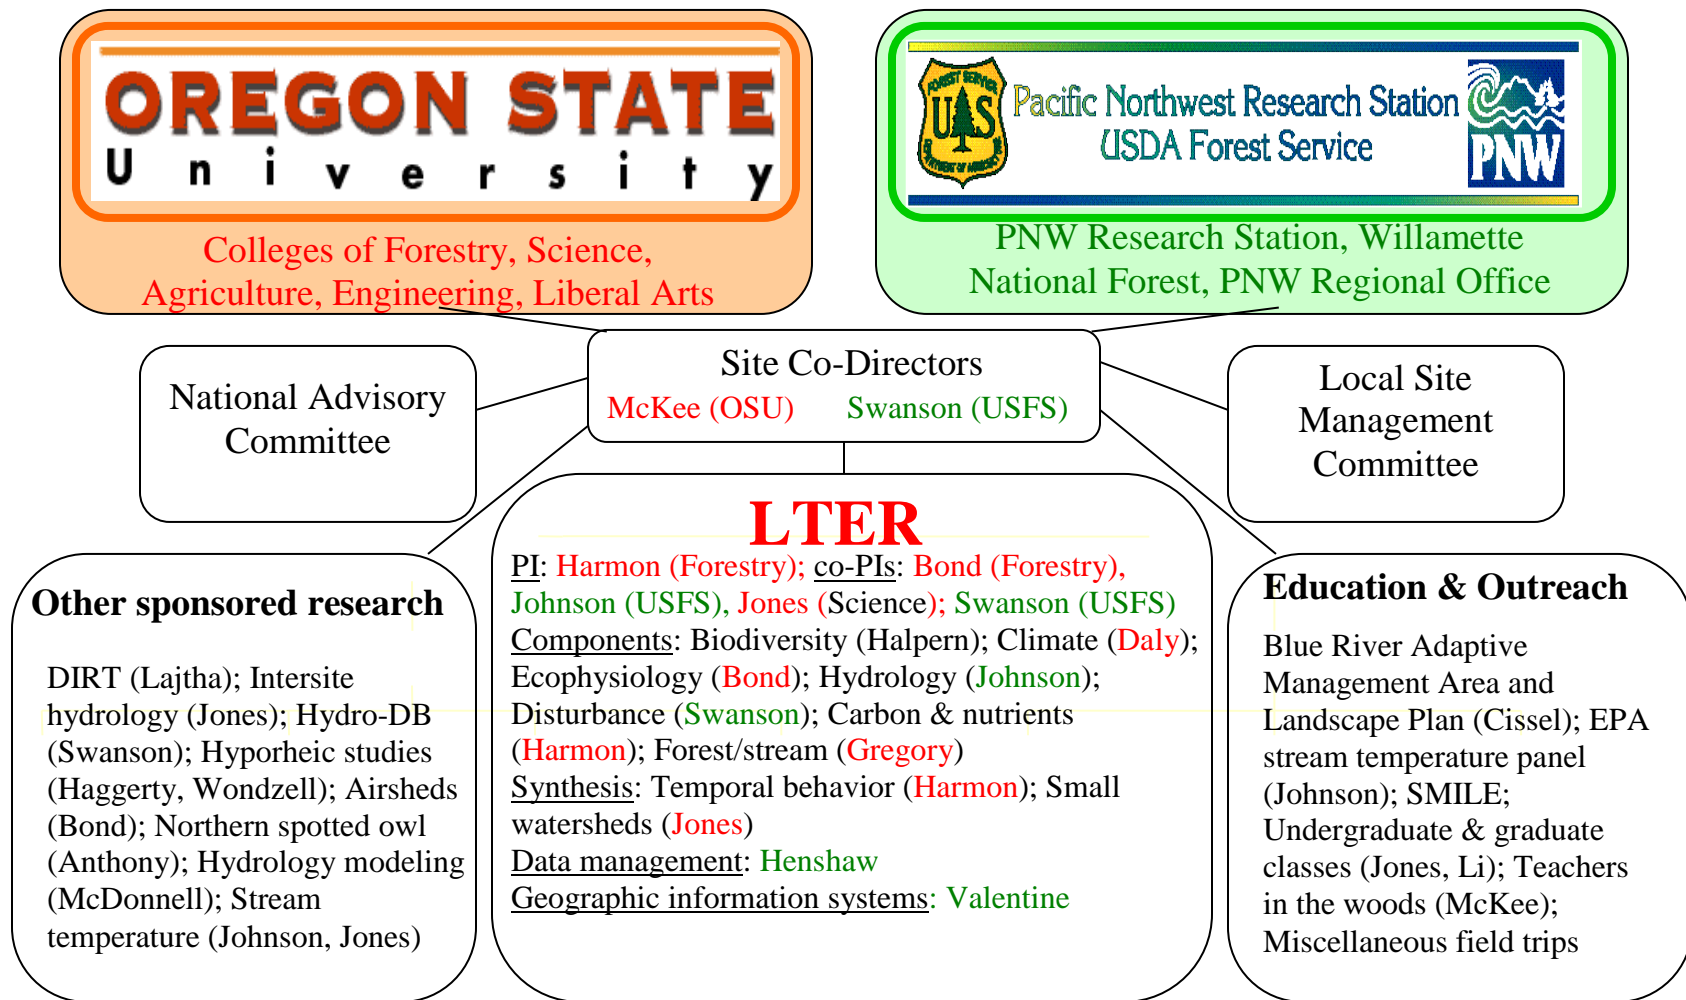 OREGON STATE
University
Colleges of Forestry, Science,
Agriculture, Engineering, Liberal Arts
FOREST SERVICE
U S
DEPARTMENT OF AGRICULTURE
Pacific Northwest Research Station
USDA Forest Service
PNW
PNW Research Station, Willamette
National Forest, PNW Regional Office
Site Co-Directors
McKee (OSU) Swanson (USFS)
National Advisory
Committee
Local Site
Management
Committee
Other sponsored research
DIRT (Lajtha); Intersite
hydrology (Jones); Hydro-DB
(Swanson); Hyporheic studies
(Haggerty, Wondzell); Airsheds
(Bond); Northern spotted owl
(Anthony); Hydrology modeling
(McDonnell); Stream
temperature (Johnson, Jones)
LTER
PI: Harmon (Forestry); co-PIs: Bond (Forestry),
Johnson (USFS), Jones (Science); Swanson (USFS)
Components: Biodiversity (Halpern); Climate (Daly);
Ecophysiology (Bond); Hydrology (Johnson);
Disturbance (Swanson); Carbon & nutrients
(Harmon); Forest/stream (Gregory)
Synthesis: Temporal behavior (Harmon); Small
watersheds (Jones)
Data management: Henshaw
Geographic information systems: Valentine
Education & Outreach
Blue River Adaptive
Management Area and
Landscape Plan (Cissel); EPA
stream temperature panel
(Johnson); SMILE;
Undergraduate & graduate
classes (Jones, Li); Teachers
in the woods (McKee);
Miscellaneous field trips